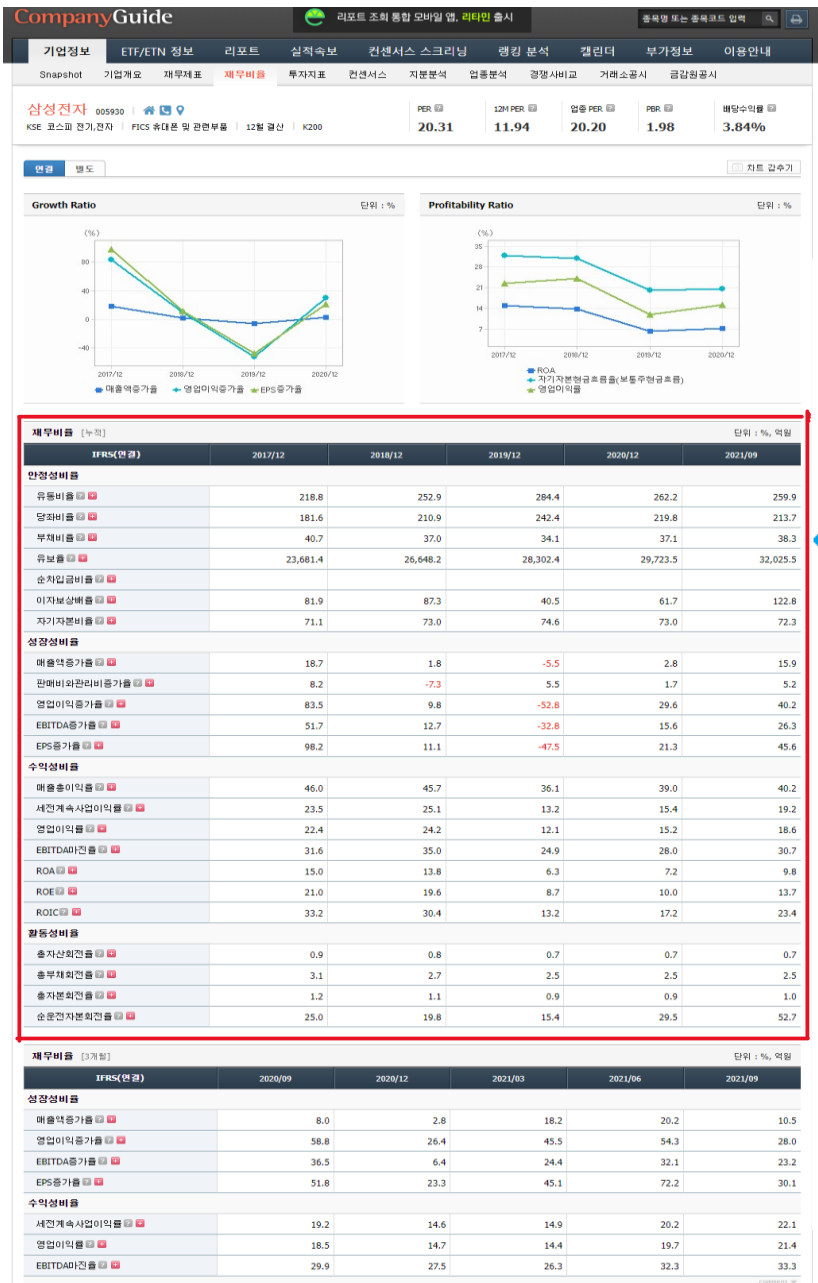 CompanyGuide
리포트 조회 통합 모바일 앱, 리타민 출시
종목명 또는 종목코드 입력
기업정보 ETF/ETN 정보 리포트 실적속보 컨센서스 스크리닝 랭킹 분석 캘린더 부가정보 이용안내
Snapshot 기업개요 재무제표 재무비율 투자지표 컨센서스 지분분석 업종분석 경쟁사비교 거래소공시 금감원공시
삼성전자 005930
KSE 코스피 전기,전자 FICS 휴대폰 및 관련부품 12월 결산 K200
PER 12M PER 업종 PER PBR 배당수익률
20.31 11.94 20.20 1.98 3.84%
연결 별도
차트 감추기
Growth Ratio 단위 : %
(%)
80
40
0
-40
2017/12 2018/12 2019/12 2020/12
매출액증가율 영업이익증가율 EPS증가율
Profitability Ratio 단위 : %
(%)
35
28
21
14
7
2017/12 2018/12 2019/12 2020/12
ROA
자기자본현금흐름율(보통주현금흐름)
영업이익률
재무비율 [누적] 단위 : %, 억원
IFRS(연결) 2017/12 2018/12 2019/12 2020/12 2021/09
안정성비율
유동비율 218.8 252.9 284.4 262.2 259.9
당좌비율 181.6 210.9 242.4 219.8 213.7
부채비율 40.7 37.0 34.1 37.1 38.3
유보율 23,681.4 26,648.2 28,302.4 29,723.5 32,025.5
순차입금비율
이자보상배율 81.9 87.3 40.5 61.7 122.8
자기자본비율 71.1 73.0 74.6 73.0 72.3
성장성비율
매출액증가율 18.7 1.8 -5.5 2.8 15.9
판매비와관리비증가율 8.2 -7.3 5.5 1.7 5.2
영업이익증가율 83.5 9.8 -52.8 29.6 40.2
EBITDA증가율 51.7 12.7 -32.8 15.6 26.3
EPS증가율 98.2 11.1 -47.5 21.3 45.6
수익성비율
매출총이익율 46.0 45.7 36.1 39.0 40.2
세전계속사업이익률 23.5 25.1 13.2 15.4 19.2
영업이익률 22.4 24.2 12.1 15.2 18.6
EBITDA마진율 31.6 35.0 24.9 28.0 30.7
ROA 15.0 13.8 6.3 7.2 9.8
ROE 21.0 19.6 8.7 10.0 13.7
ROIC 33.2 30.4 13.2 17.2 23.4
활동성비율
총자산회전율 0.9 0.8 0.7 0.7 0.7
총부채회전율 3.1 2.7 2.5 2.5 2.5
총자본회전율 1.2 1.1 0.9 0.9 1.0
순운전자본회전율 25.0 19.8 15.4 29.5 52.7
재무비율 [3개월] 단위 : %, 억원
IFRS(연결) 2020/09 2020/12 2021/03 2021/06 2021/09
성장성비율
매출액증가율 8.0 2.8 18.2 20.2 10.5
영업이익증가율 58.8 26.4 45.5 54.3 28.0
EBITDA증가율 36.5 6.4 24.4 32.1 23.2
EPS증가율 51.8 23.3 45.1 72.2 30.1
수익성비율
세전계속사업이익률 19.2 14.6 14.9 20.2 22.1
영업이익률 18.5 14.7 14.4 19.7 21.4
EBITDA마진율 29.9 27.5 26.3 32.3 33.3